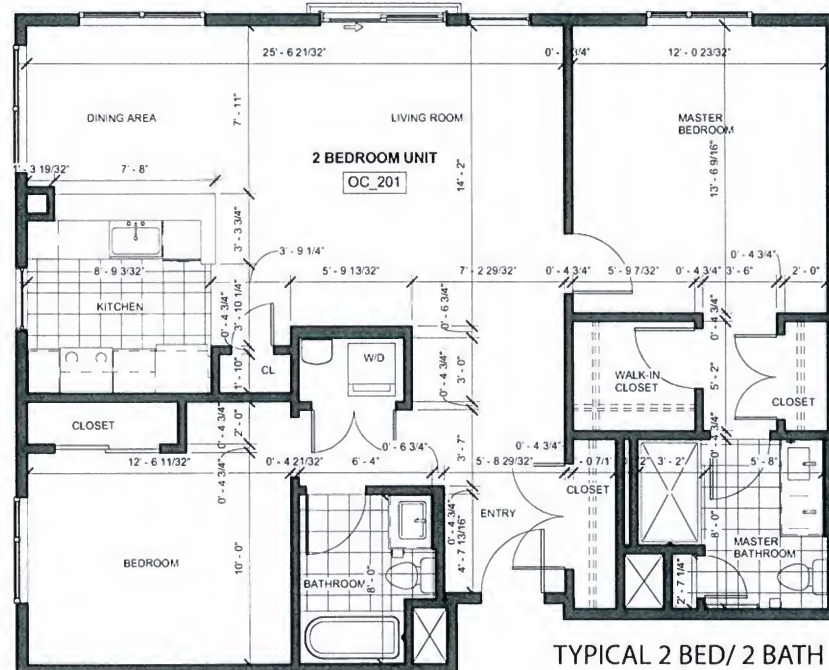 25' - 6 21/32"
12' - 0 23/32"
7' - 11"
DINING AREA
LIVING ROOM
MASTER
BEDROOM
2 BEDROOM UNIT
OC_201
14' - 2"
13' - 6 9/16"
7' - 8"
3' - 3 3/4"
3' - 9 1/4"
8' - 9 3/32"
5' - 9 13/32"
7' - 2 29/32"
0' - 4 3/4"
5' - 9 7/32"
0' - 4 3/4"
3' - 6"
0' - 4 3/4"
2' - 0"
KITCHEN
0' - 4 3/4"
3' - 10 1/4"
0' - 6 3/4"
0' - 4 3/4"
W/D
CL
1' - 10"
0' - 4 3/4"
3' - 0"
WALK-IN
CLOSET
5' - 2"
CLOSET
CLOSET
2' - 0"
0' - 4 3/4"
12' - 6 11/32"
0' - 4 21/32"
6' - 4"
0' - 6 3/4"
3' - 7"
5' - 8 29/32"
0' - 4 3/4"
CLOSET
3' - 2"
5' - 8"
ENTRY
0' - 4 3/4"
4' - 7 13/16"
8' - 0"
MASTER
BATHROOM
BEDROOM
10' - 0"
BATHROOM
8' - 0"
2' - 7 1/4"
TYPICAL 2 BED/ 2 BATH